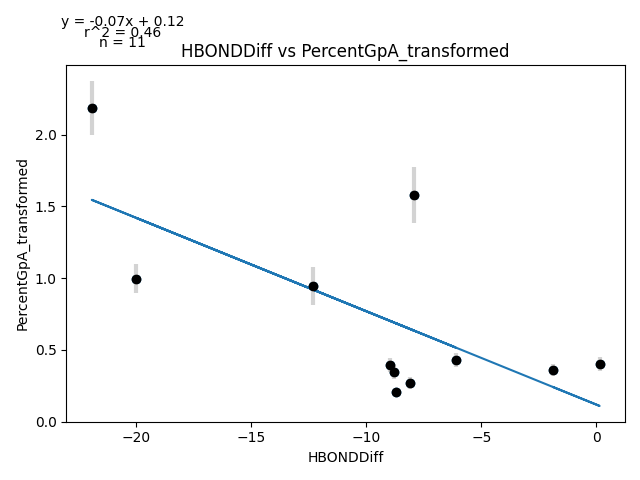 y = -0.07x + 0.12
r^2 = 0.46
n = 11
HBONDDiff vs PercentGpA_transformed
PercentGpA_transformed
2.0
1.5
1.0
0.5
0.0
−20
−15
−10
−5
0
HBONDDiff